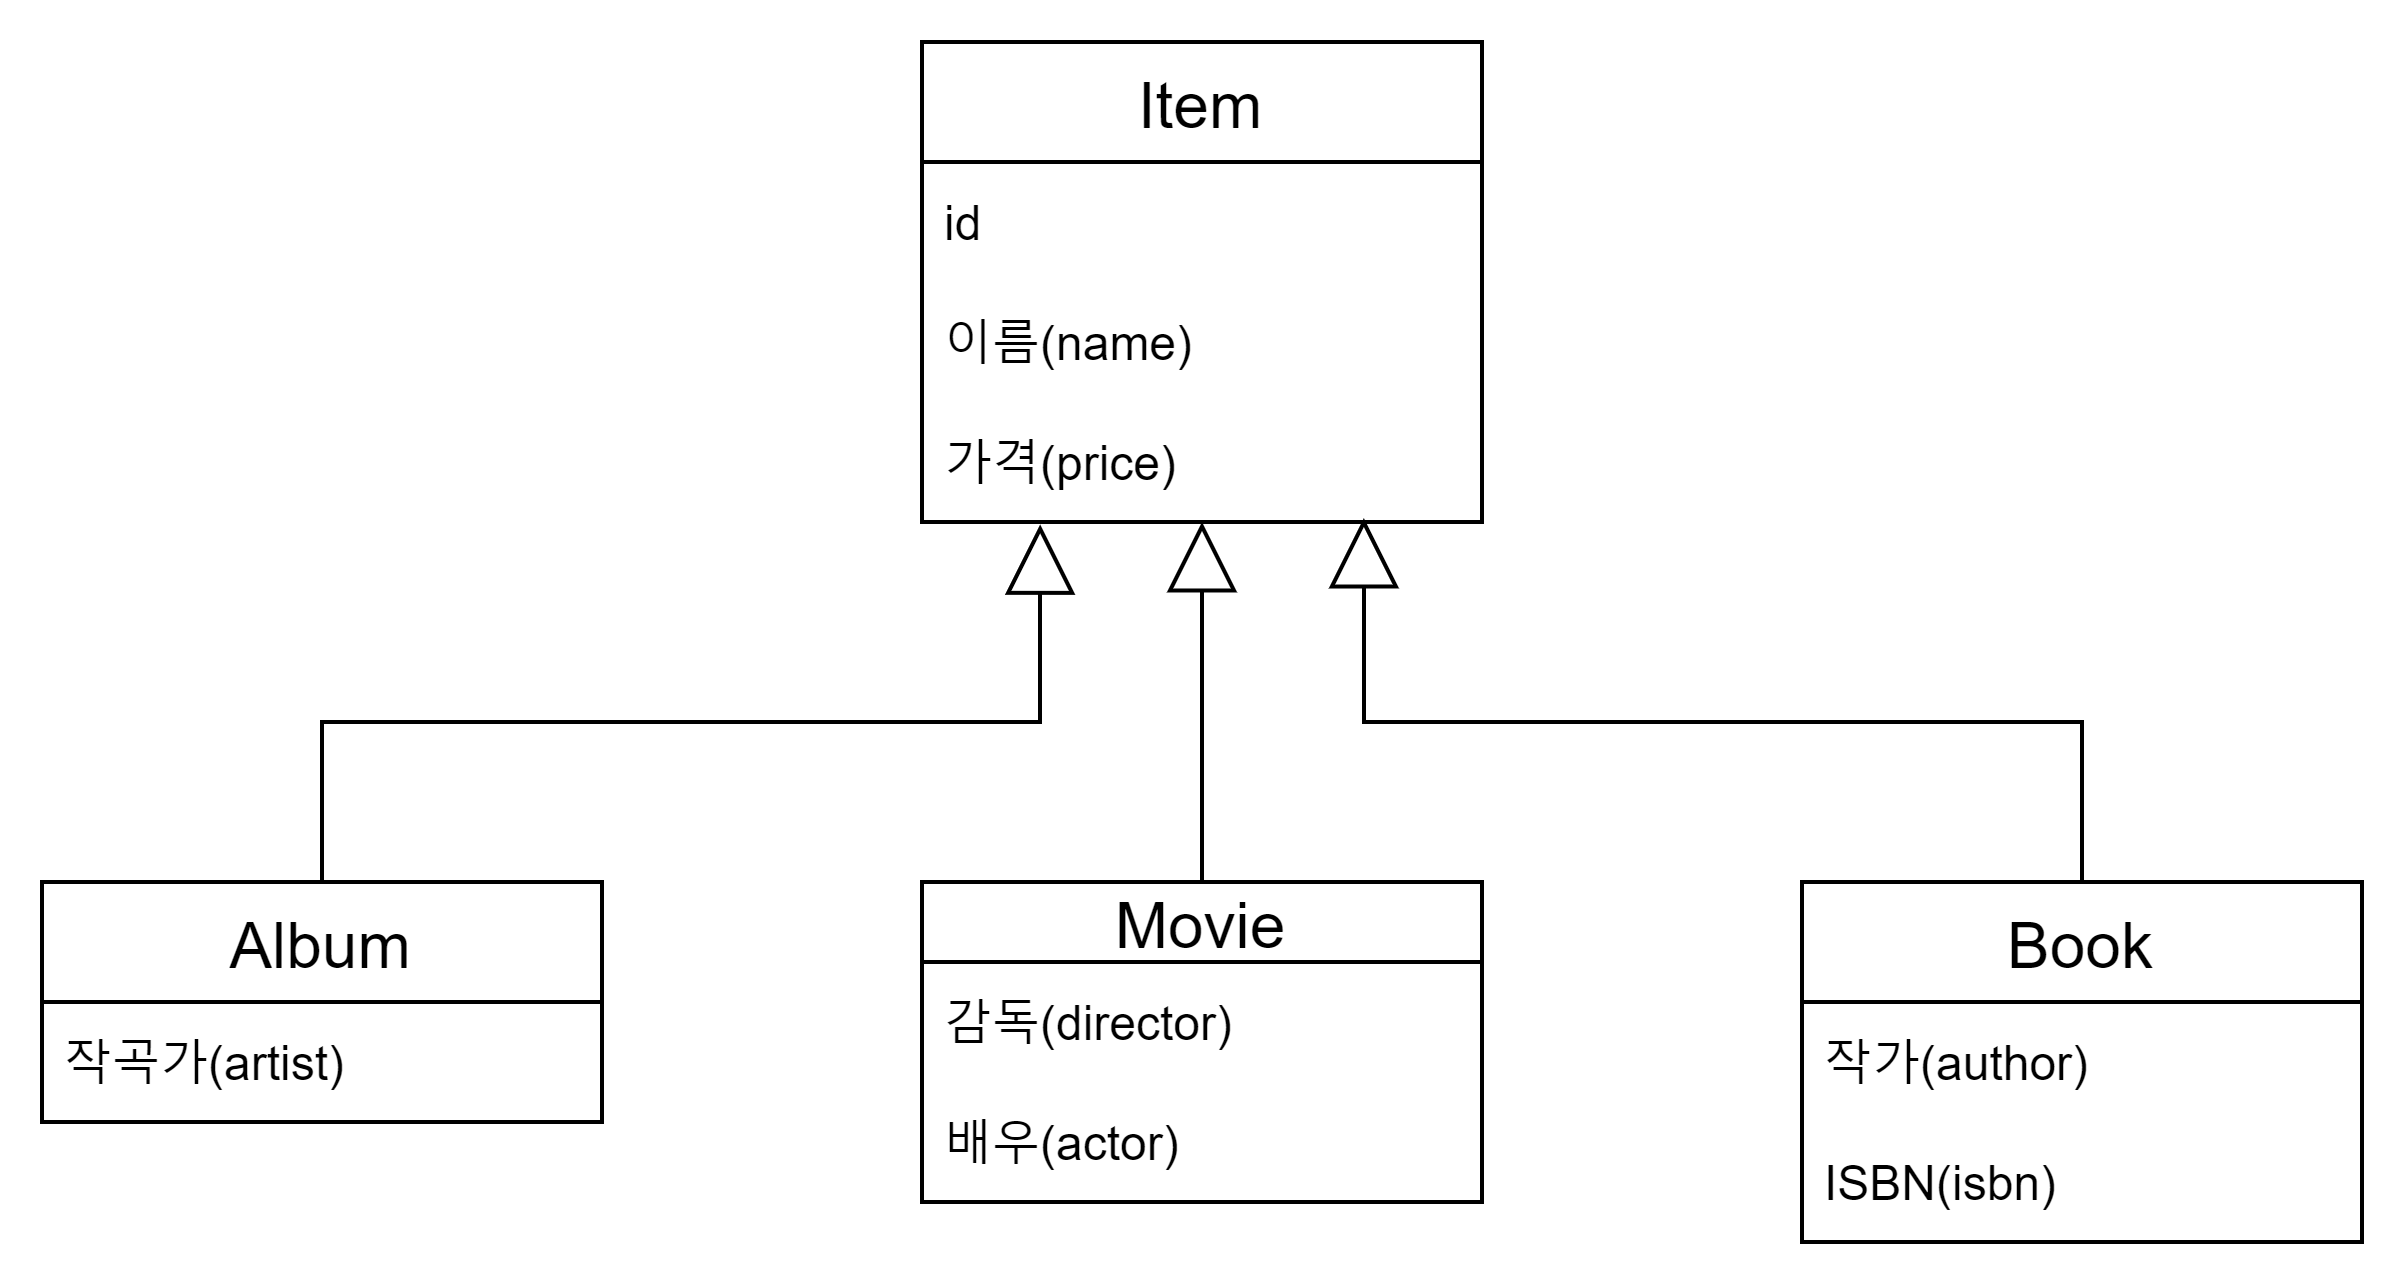 Item
id
이름(name)
가격(price)
Album
작곡가(artist)
Movie
감독(director)
배우(actor)
Book
작가(author)
ISBN(isbn)